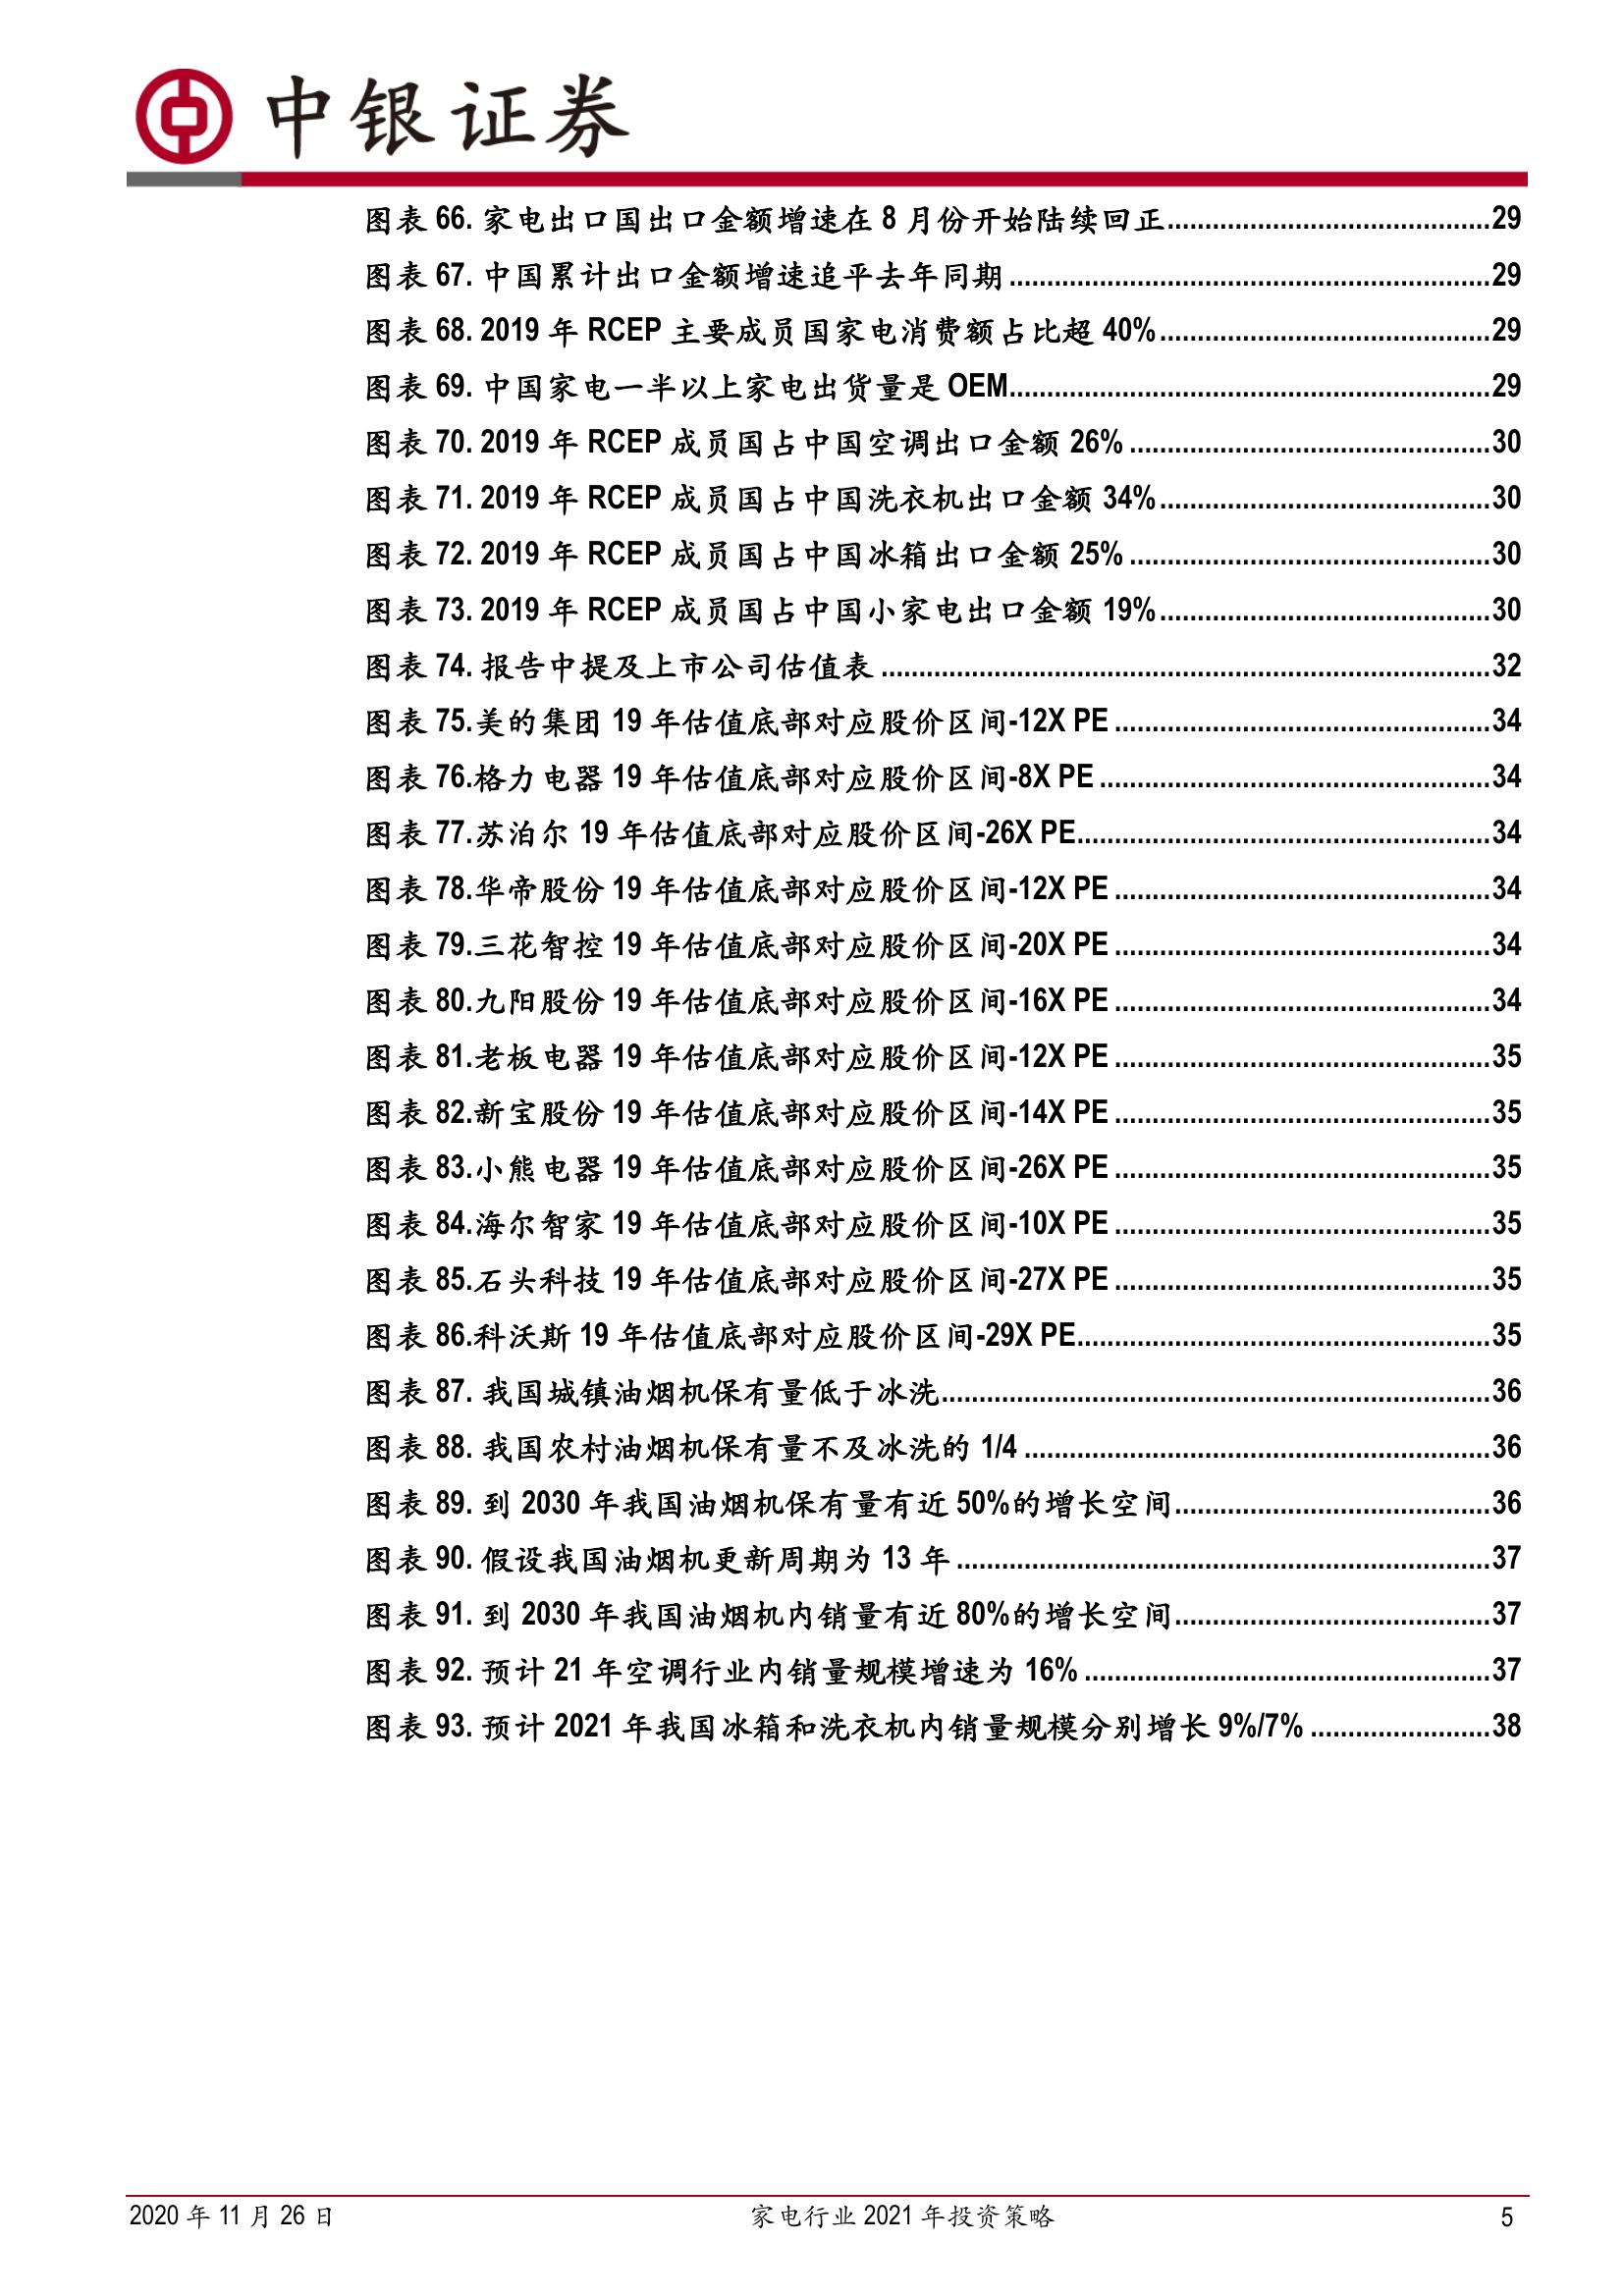 中银证券
图表 66. 家电出口国出口金额增速在 8 月份开始陆续回正...........................................29
图表 67. 中国累计出口金额增速追平去年同期................................................................29
图表 68. 2019 年 RCEP 主要成员国家电消费额占比超 40%............................................29
图表 69. 中国家电一半以上家电出货量是 OEM................................................................29
图表 70. 2019 年 RCEP 成员国占中国空调出口金额 26%................................................30
图表 71. 2019 年 RCEP 成员国占中国洗衣机出口金额 34%............................................30
图表 72. 2019 年 RCEP 成员国占中国冰箱出口金额 25%................................................30
图表 73. 2019 年 RCEP 成员国占中国小家电出口金额 19%............................................30
图表 74. 报告中提及上市公司估值表.................................................................................32
图表 75.美的集团 19 年估值底部对应股价区间-12X PE..................................................34
图表 76.格力电器 19 年估值底部对应股价区间-8X PE....................................................34
图表 77.苏泊尔 19 年估值底部对应股价区间-26X PE.......................................................34
图表 78.华帝股份 19 年估值底部对应股价区间-12X PE..................................................34
图表 79.三花智控 19 年估值底部对应股价区间-20X PE..................................................34
图表 80.九阳股份 19 年估值底部对应股价区间-16X PE..................................................34
图表 81.老板电器 19 年估值底部对应股价区间-12X PE..................................................35
图表 82.新宝股份 19 年估值底部对应股价区间-14X PE..................................................35
图表 83.小熊电器 19 年估值底部对应股价区间-26X PE..................................................35
图表 84.海尔智家 19 年估值底部对应股价区间-10X PE..................................................35
图表 85.石头科技 19 年估值底部对应股价区间-27X PE..................................................35
图表 86.科沃斯 19 年估值底部对应股价区间-29X PE.......................................................35
图表 87. 我国城镇油烟机保有量低于冰洗.........................................................................36
图表 88. 我国农村油烟机保有量不及冰洗的 1/4..............................................................36
图表 89. 到 2030 年我国油烟机保有量有近 50%的增长空间..........................................36
图表 90. 假设我国油烟机更新周期为 13 年.......................................................................37
图表 91. 到 2030 年我国油烟机内销量有近 80%的增长空间..........................................37
图表 92. 预计 21 年空调行业内销量规模增速为 16%......................................................37
图表 93. 预计 2021 年我国冰箱和洗衣机内销量规模分别增长 9%/7%........................38
2020 年 11 月 26 日 家电行业 2021 年投资策略 5